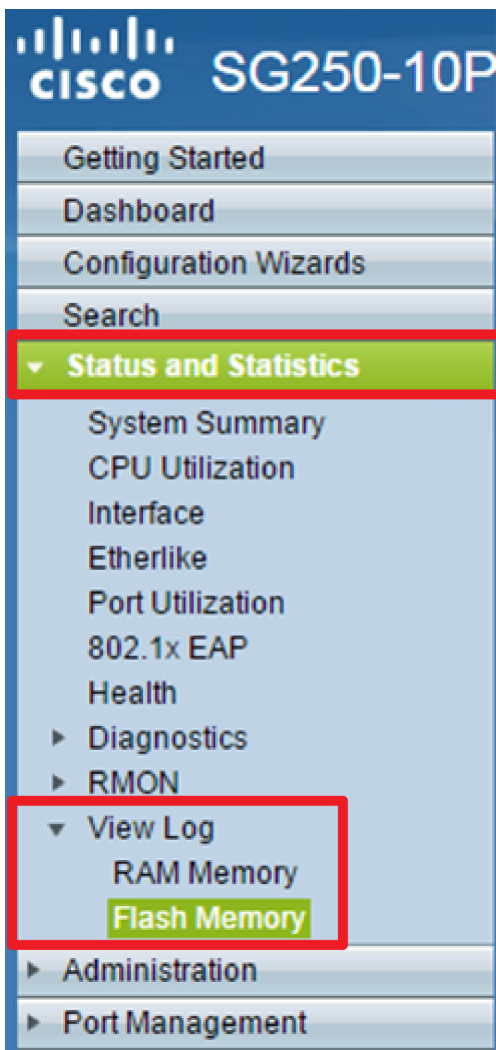 CISCO SG250-10P
Getting Started
Dashboard
Configuration Wizards
Search
Status and Statistics
System Summary
CPU Utilization
Interface
Etherlike
Port Utilization
802.1x EAP
Health
Diagnostics
RMON
View Log
RAM Memory
Flash Memory
Administration
Port Management